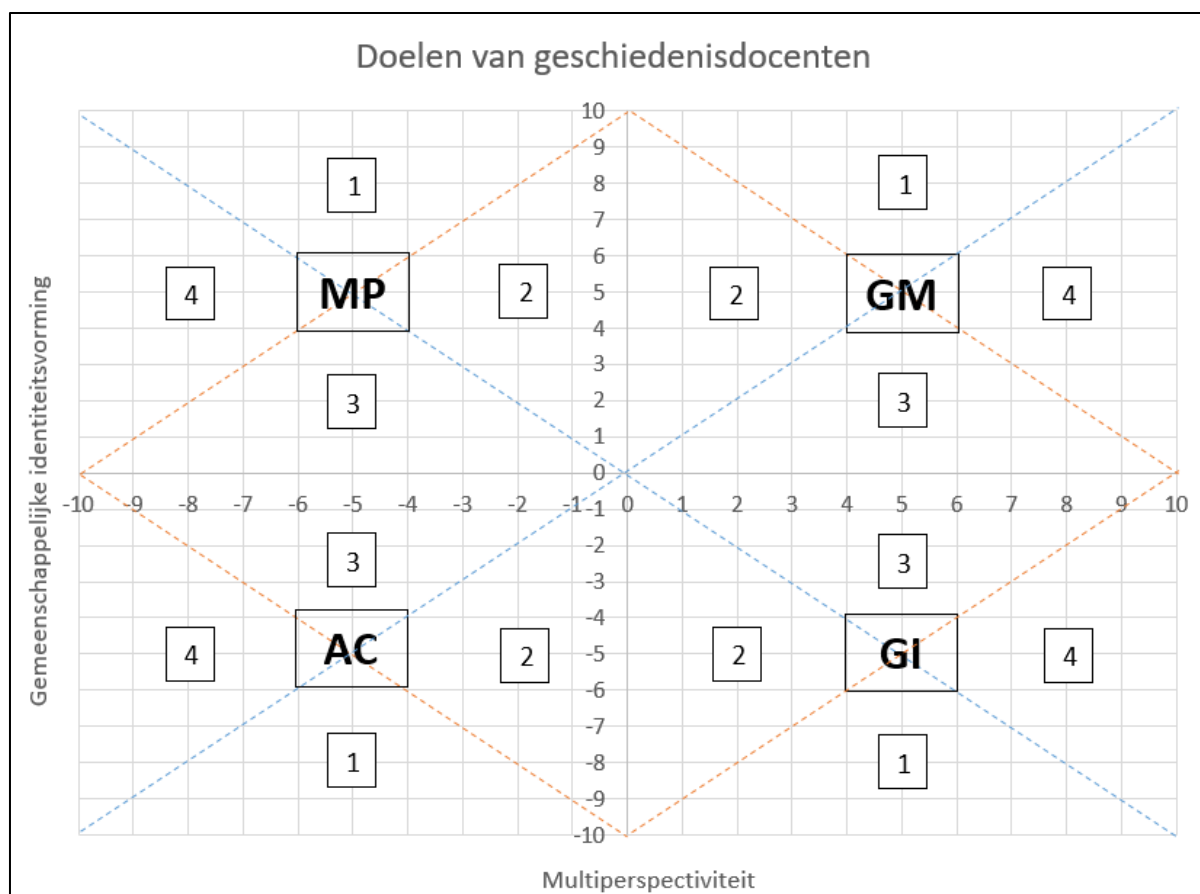 Doelen van geschiedenisdocenten
10
9
1 8 1
7
6
4 MP 2 5 2 GM 4
4
3
3 2 3
1
0
-10 -9 -8 -7 -6 -5 -4 -3 -2 -1 -1 0 1 2 3 4 5 6 7 8 9 10
3 -2 3
-3
-4
4 AC 2 -5 2 GI 4
-6
-7
1 -8 1
-9
-10
Gemeenschappelijke identiteitsvorming
Multiperspectiviteit